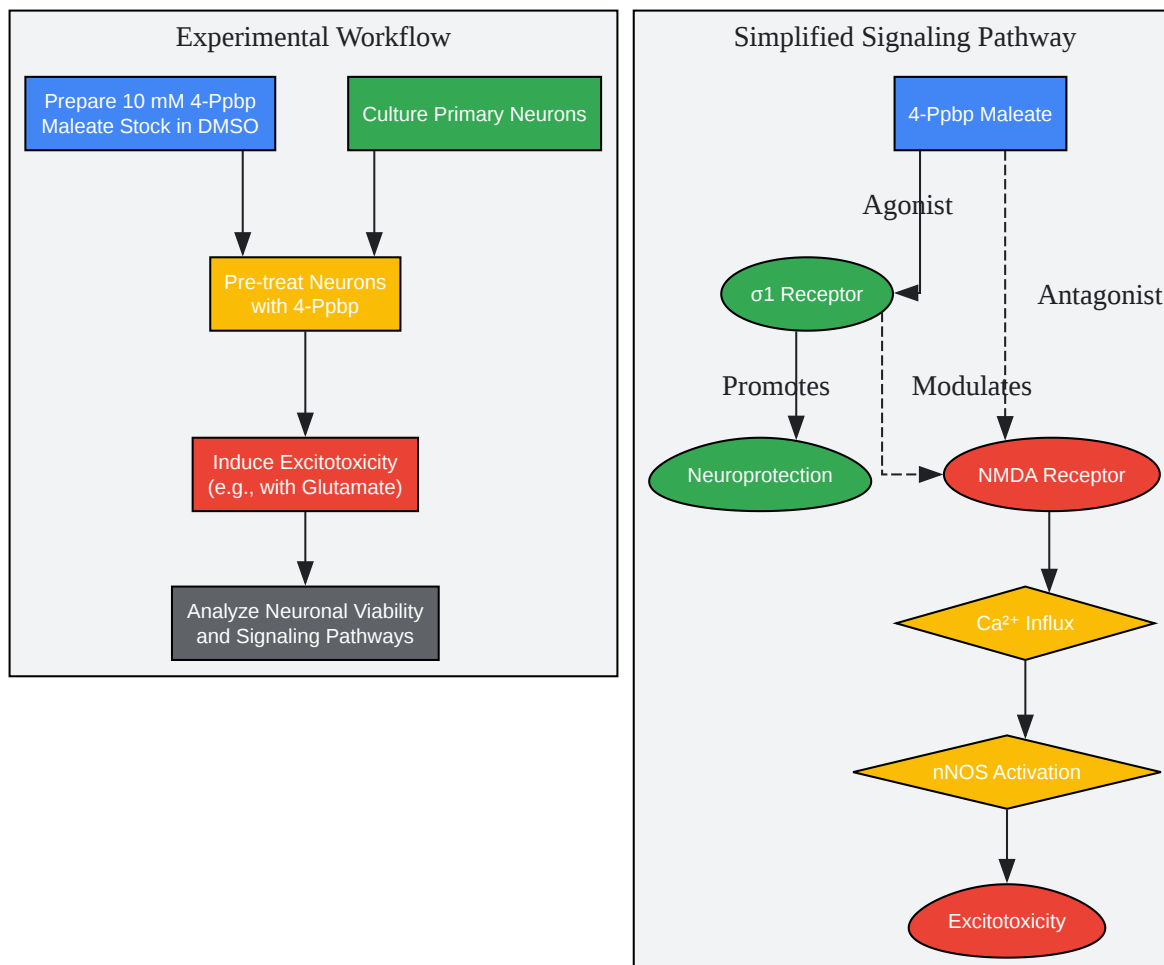 Experimental Workflow
Prepare 10 mM 4-Ppbp
Maleate Stock in DMSO
Culture Primary Neurons
Pre-treat Neurons
with 4-Ppbp
Induce Excitotoxicity
(e.g., with Glutamate)
Analyze Neuronal Viability
and Signaling Pathways
Simplified Signaling Pathway
4-Ppbp Maleate
Agonist
σ1 Receptor
Antagonist
Promotes
Modulates
Neuroprotection
NMDA Receptor
Ca²⁺ Influx
nNOS Activation
Excitotoxicity